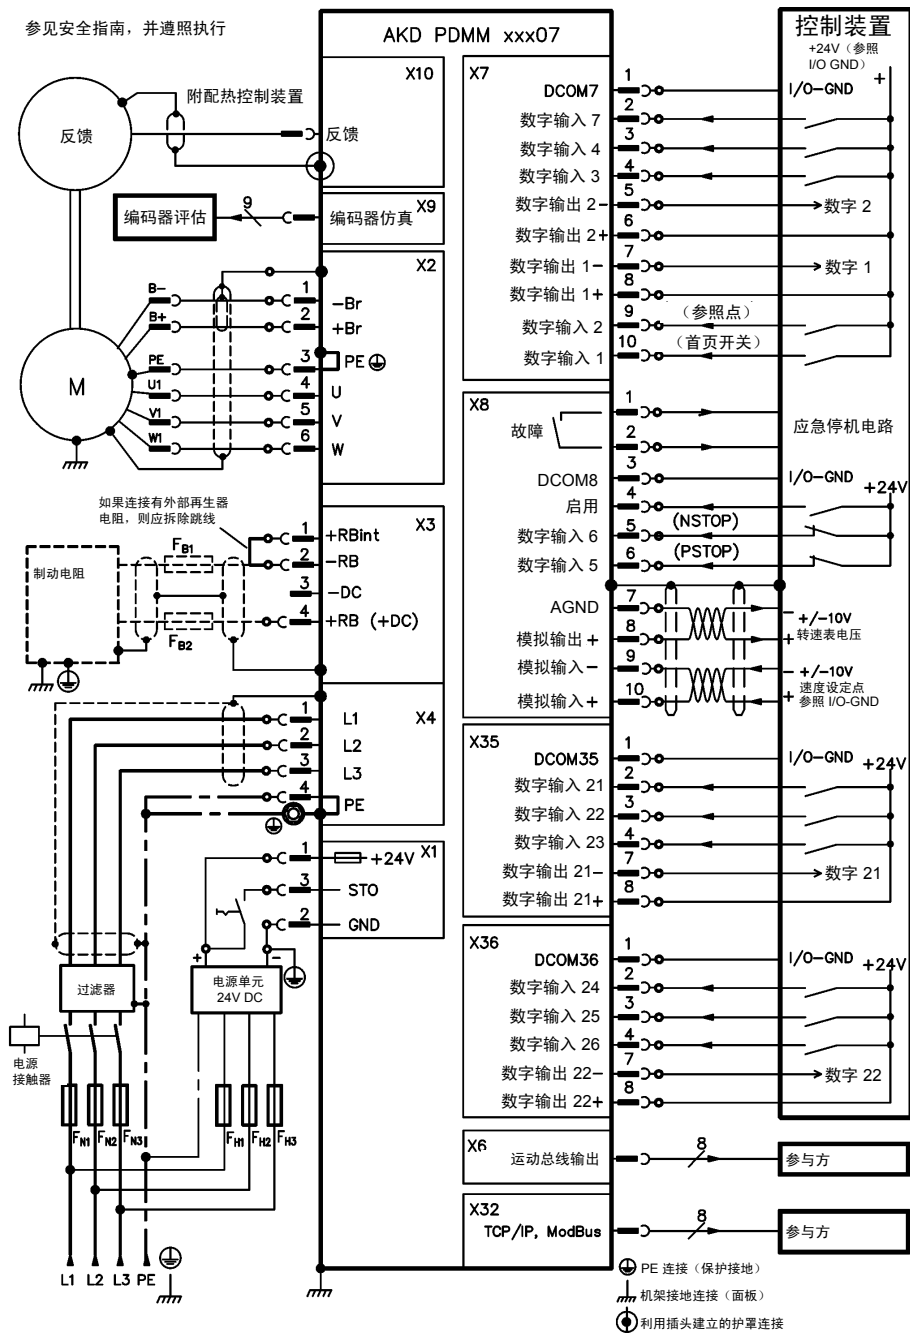 参见安全指南，并遵照执行
AKD PDMM xxx07
控制装置
+24V（参照
I/O GND）
+
X10
附配热控制装置
反馈
反馈
编码器评估
9
编码器仿真
X9
X2
B- 1 -Br
B+ 2 +Br
PE 3 PE
U1 4 U
V1 5 V
W1 6 W
M
如果连接有外部再生器
电阻，则应拆除跳线
X3
制动电阻
FB1
FB2
1 +RBint
2 -RB
3 -DC
4 +RB (+DC)
X4
1 L1
2 L2
3 L3
4 PE
X1
1 +24V
3 STO
2 GND
+ -
电源单元
24V DC
过滤器
电源
接触器
FN1 FN2 FN3 FH1 FH2 FH3
L1 L2 L3 PE
X7
DCOM7 1 I/O-GND
数字输入 7 2
数字输入 4 3
数字输入 3 4
数字输出 2- 5 数字 2
数字输出 2+ 6
数字输出 1- 7 数字 1
数字输出 1+ 8
数字输入 2 9 （参照点）
数字输入 1 10 （首页开关）
X8
故障 1
2
应急停机电路
DCOM8 3 I/O-GND
+24V
启用 4
数字输入 6 5 (NSTOP)
数字输入 5 6 (PSTOP)
AGND 7 -
模拟输出 + 8 +
+/-10V
转速表电压
模拟输入 - 9 - +/-10V
模拟输入 + 10 +
速度设定点
参照 I/O-GND
X35
DCOM35 1 I/O-GND
+24V
数字输入 21 2
数字输入 22 3
数字输入 23 4
数字输出 21- 7 数字 21
数字输出 21+ 8
X36
DCOM36 1 I/O-GND
+24V
数字输入 24 2
数字输入 25 3
数字输入 26 4
数字输出 22- 7 数字 22
数字输出 22+ 8
X6
运动总线输出 8 参与方
X32
TCP/IP, ModBus 8 参与方
PE 连接（保护接地）
机架接地连接（面板）
利用插头建立的护罩连接